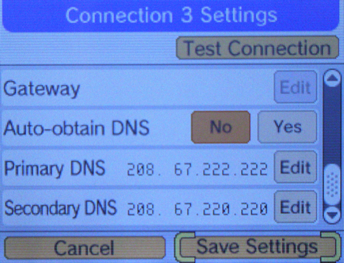 Connection 3 Settings
Test Connection
Gateway Edit
Auto-obtain DNS No Yes
Primary DNS 208. 67.222.222 Edit
Secondary DNS 208. 67.220.220 Edit
Cancel Save Settings